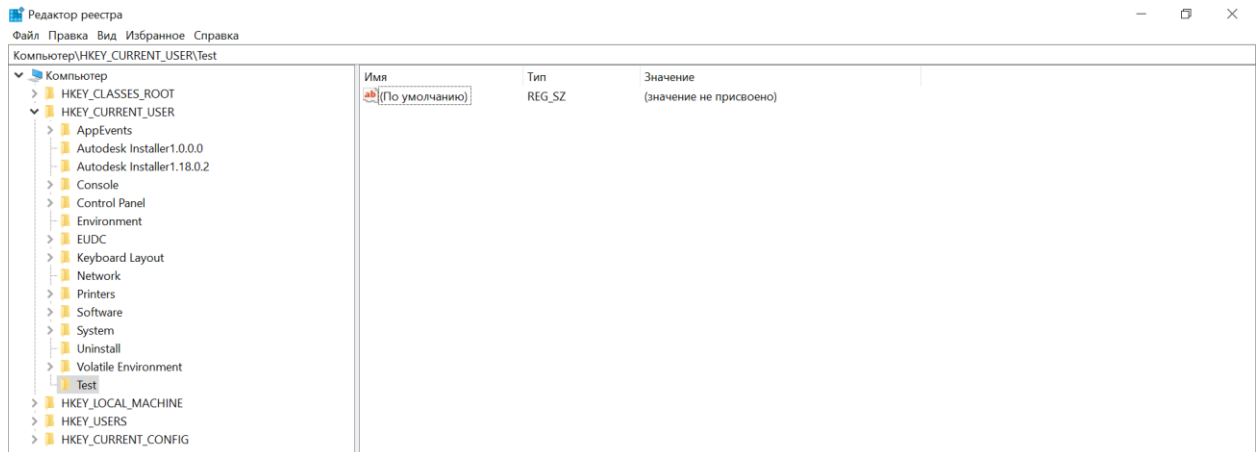 Редактор реестра
Файл Правка Вид Избранное Справка
Компьютер\HKEY_CURRENT_USER\Test
Компьютер
HKEY_CLASSES_ROOT
HKEY_CURRENT_USER
AppEvents
Autodesk Installer1.0.0.0
Autodesk Installer1.18.0.2
Console
Control Panel
Environment
EUDC
Keyboard Layout
Network
Printers
Software
System
Uninstall
Volatile Environment
Test
HKEY_LOCAL_MACHINE
HKEY_USERS
HKEY_CURRENT_CONFIG
Имя Тип Значение
ab (По умолчанию) REG_SZ (значение не присвоено)